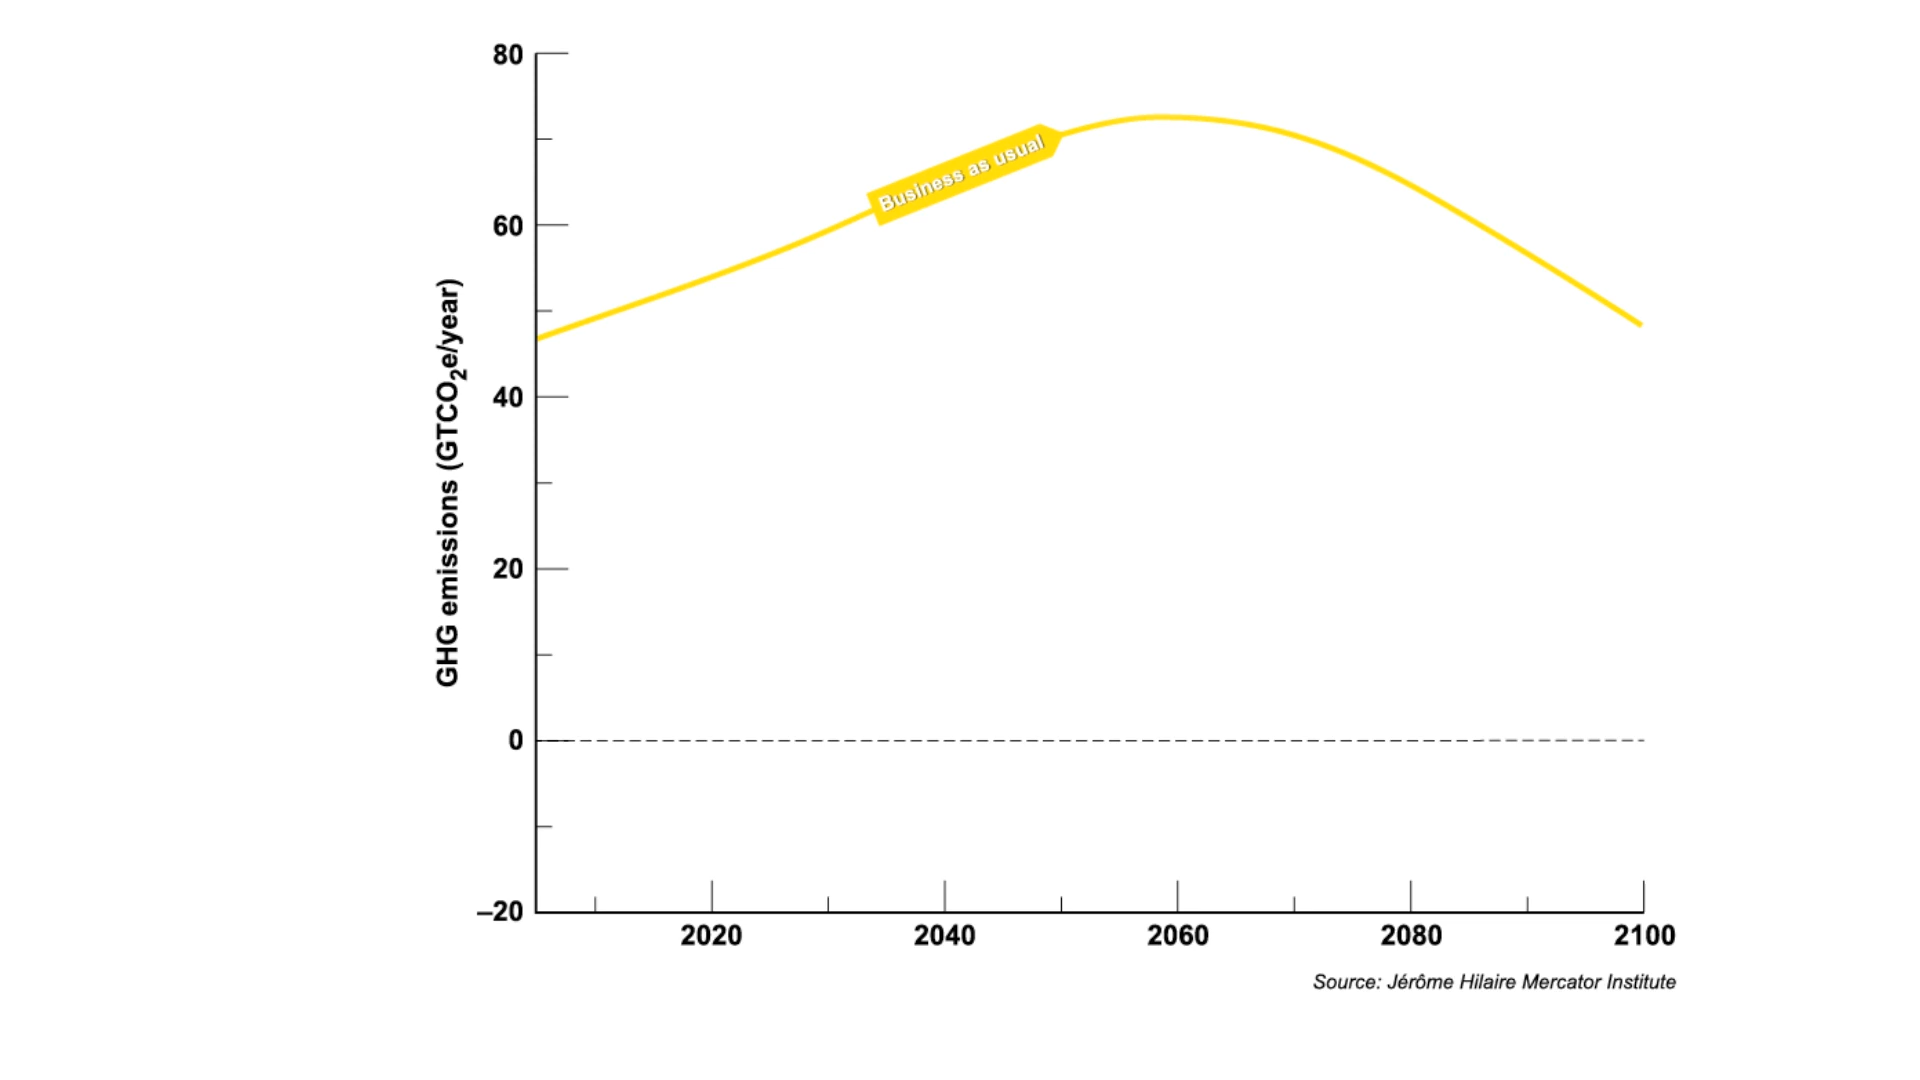 80
60
40
20
0
–20
GHG emissions (GTCO₂e/year)
Business as usual
2020 2040 2060 2080 2100
Source: Jérôme Hilaire Mercator Institute